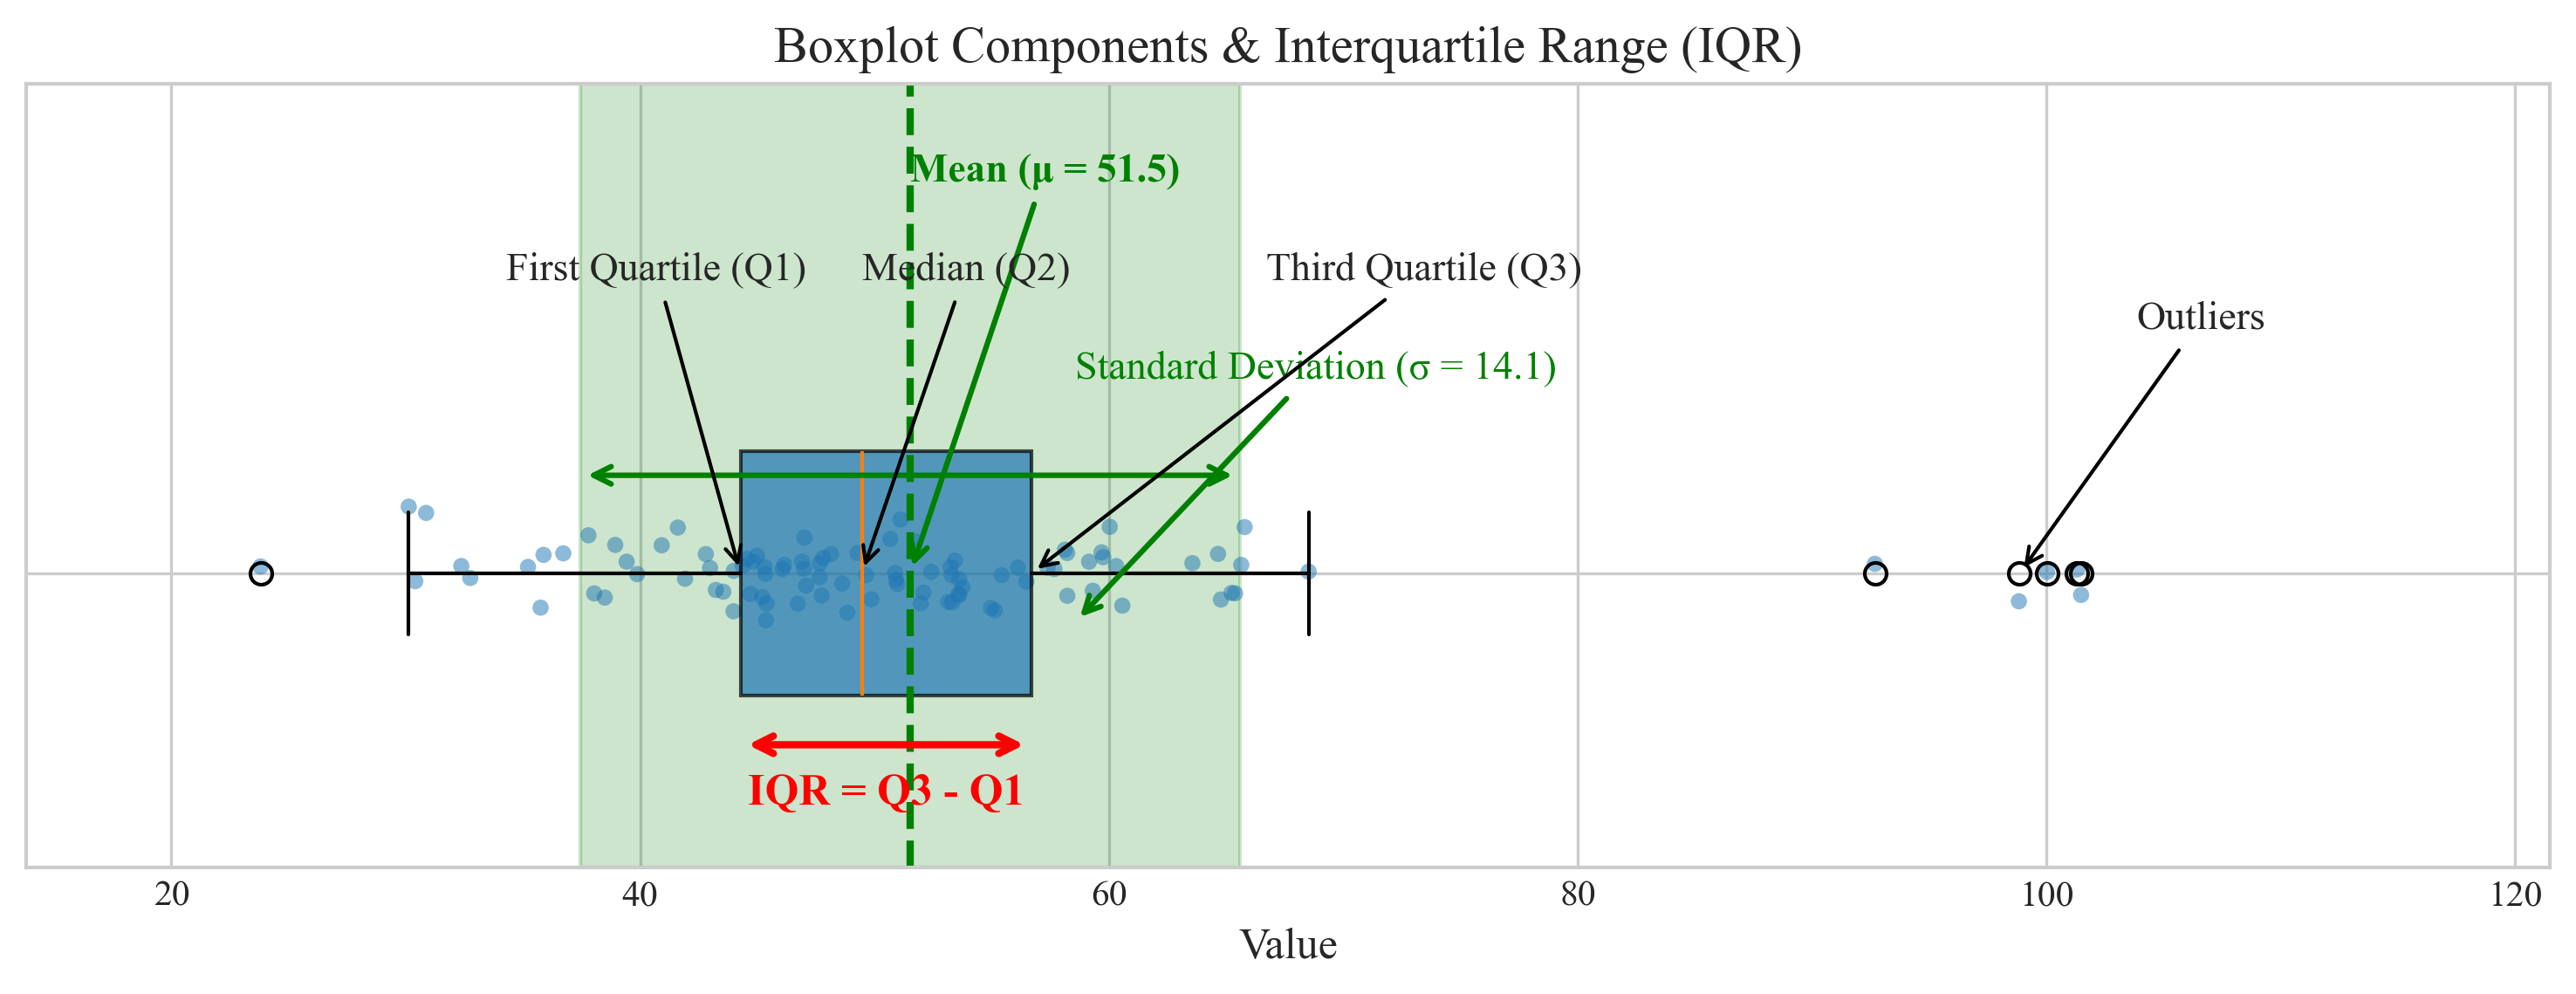 Boxplot Components & Interquartile Range (IQR)
Mean (μ = 51.5)
First Quartile (Q1)
Median (Q2)
Third Quartile (Q3)
Outliers
Standard Deviation (σ = 14.1)
IQR = Q3 - Q1
20
40
60
80
100
120
Value